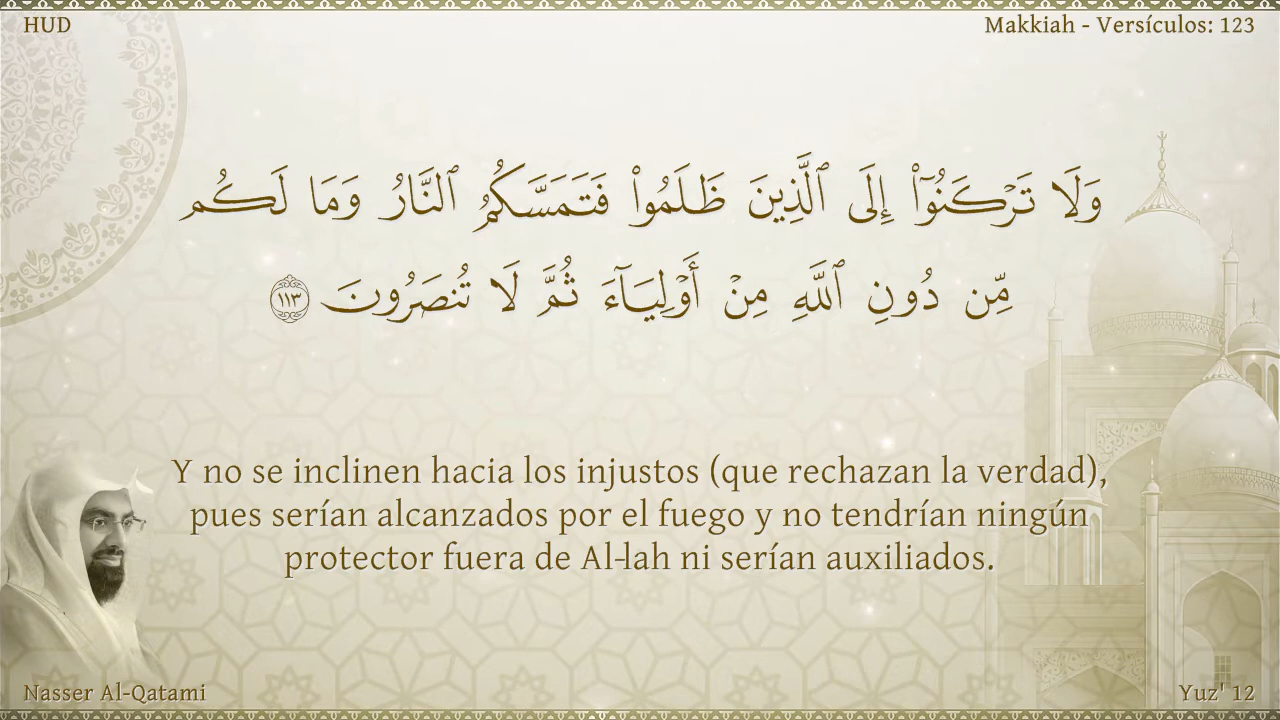 HUD
Makkiah - Versículos: 123
وَلَا تَرْكَنُوٓا۟ إِلَى ٱلَّذِينَ ظَلَمُوا۟ فَتَمَسَّكُمُ ٱلنَّارُ وَمَا لَكُم
مِّن دُونِ ٱللَّهِ مِنْ أَوْلِيَآءَ ثُمَّ لَا تُنصَرُونَ ١١٣
Y no se inclinen hacia los injustos (que rechazan la verdad),
pues serían alcanzados por el fuego y no tendrían ningún
protector fuera de Al-lah ni serían auxiliados.
Nasser Al-Qatami
Yuz' 12